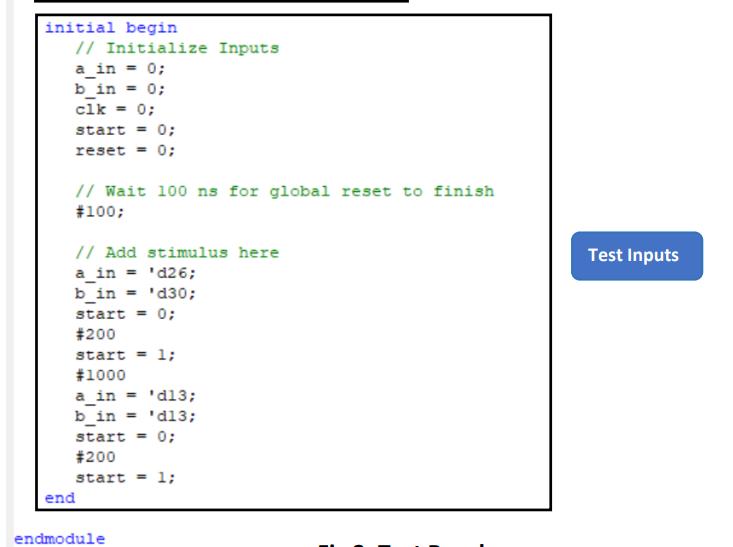 initial begin
// Initialize Inputs
a_in = 0;
b_in = 0;
clk = 0;
start = 0;
reset = 0;
// Wait 100 ns for global reset to finish
#100;
// Add stimulus here
a_in = 'd26;
b_in = 'd30;
start = 0;
#200
start = 1;
#1000
a_in = 'd13;
b_in = 'd13;
start = 0;
#200
start = 1;
end
Test Inputs
endmodule